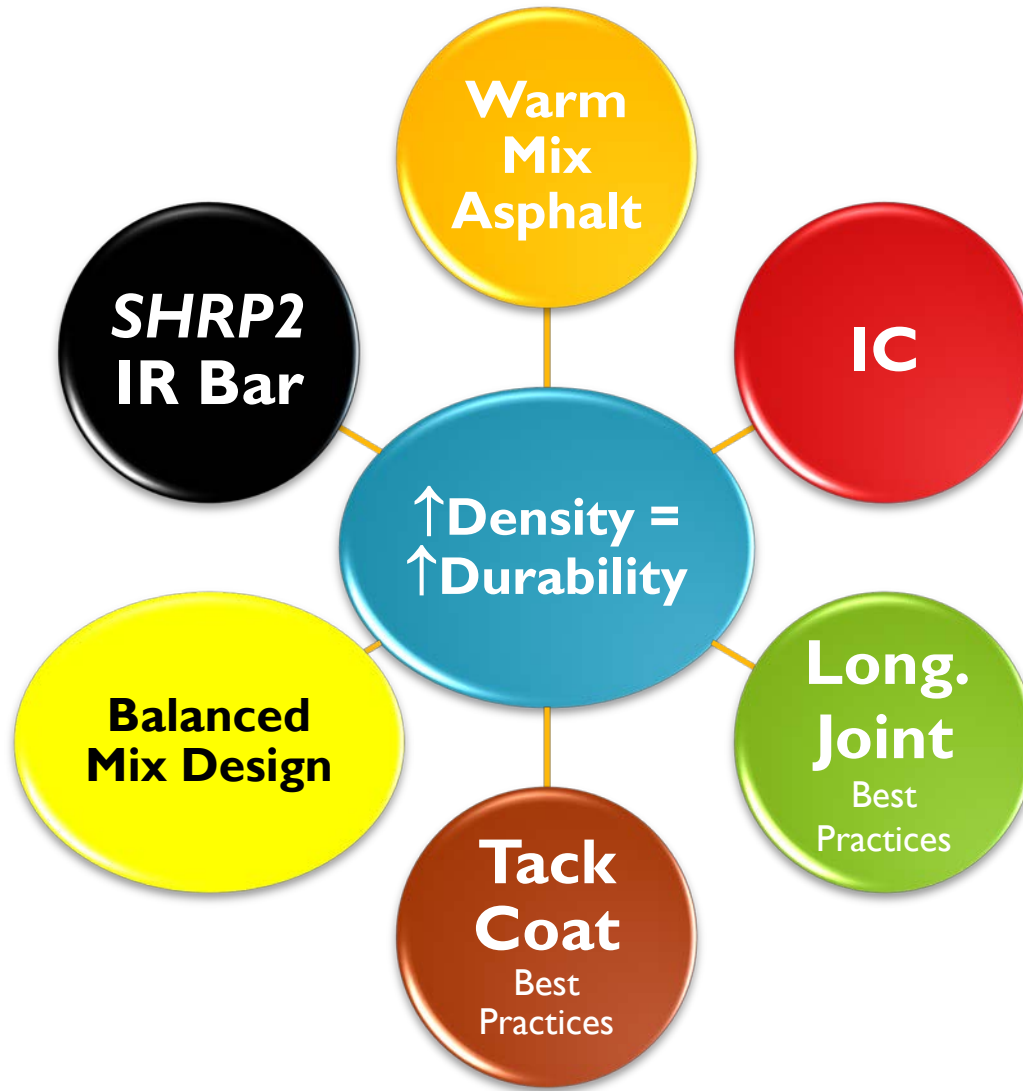 Warm
Mix
Asphalt
SHRP2
IR Bar
IC
↑Density =
↑Durability
Balanced
Mix Design
Long.
Joint
Best
Practices
Tack
Coat
Best
Practices